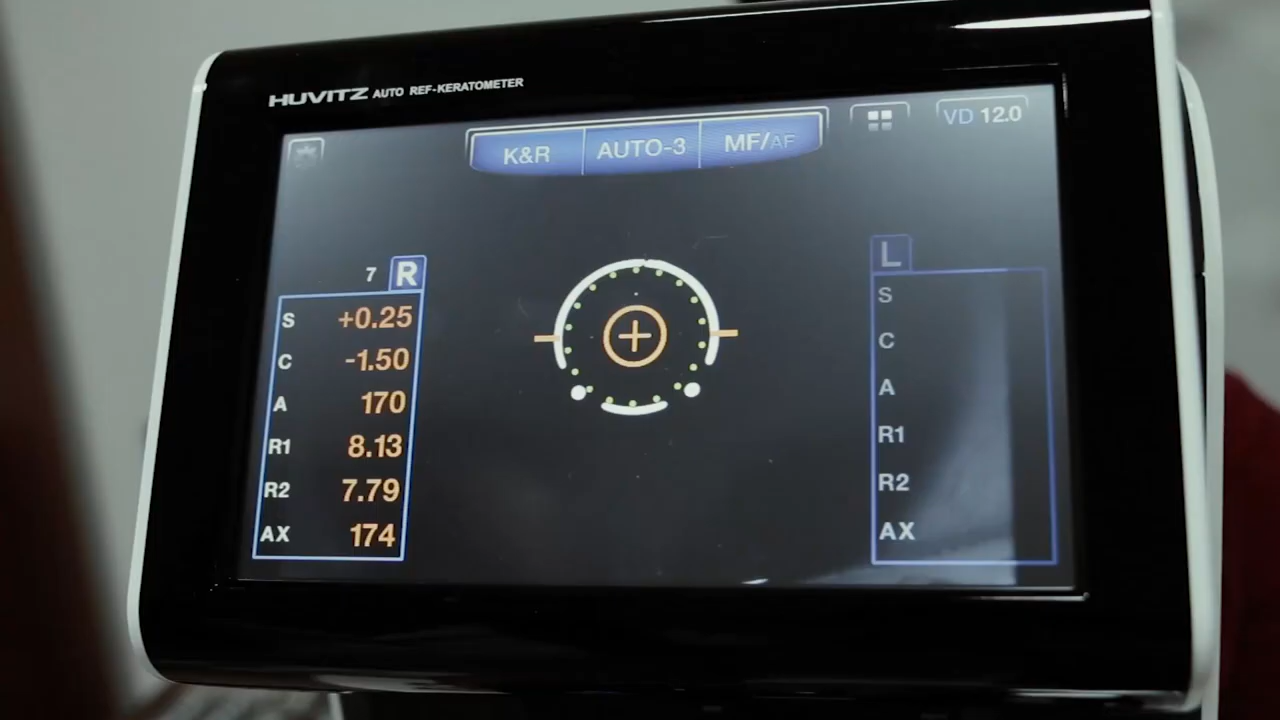 HUVITZ AUTO REF-KERATOMETER
K&R AUTO-3 MF/AF
VD 12.0
7 R
S +0.25
C -1.50
A 170
R1 8.13
R2 7.79
AX 174
L
S
C
A
R1
R2
AX